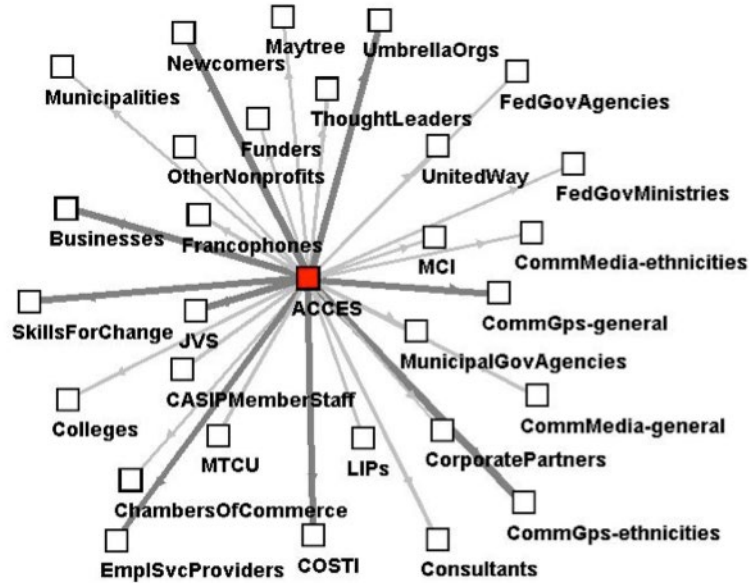 Maytree
UmbrellaOrgs
Newcomers
Municipalities
FedGovAgencies
ThoughtLeaders
Funders
OtherNonprofits
UnitedWay
FedGovMinistries
Businesses
Francophones
MCI
CommMedia-ethnicities
ACCES
CommGps-general
SkillsForChange
JVS
MunicipalGovAgencies
CASIPMemberStaff
Colleges
CommMedia-general
MTCU
LIPs
CorporatePartners
ChambersOfCommerce
CommGps-ethnicities
EmplSvcProviders
COSTI
Consultants